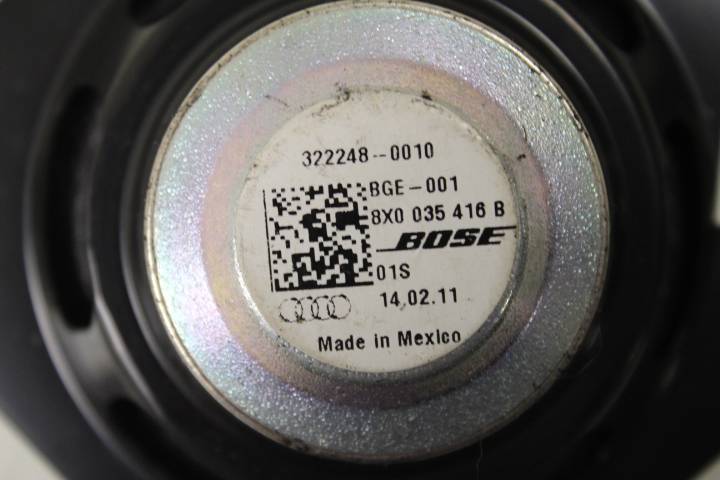 322248--0010
BGE-001
8X0 035 416 B
BOSE
01S
14.02.11
Made in Mexico